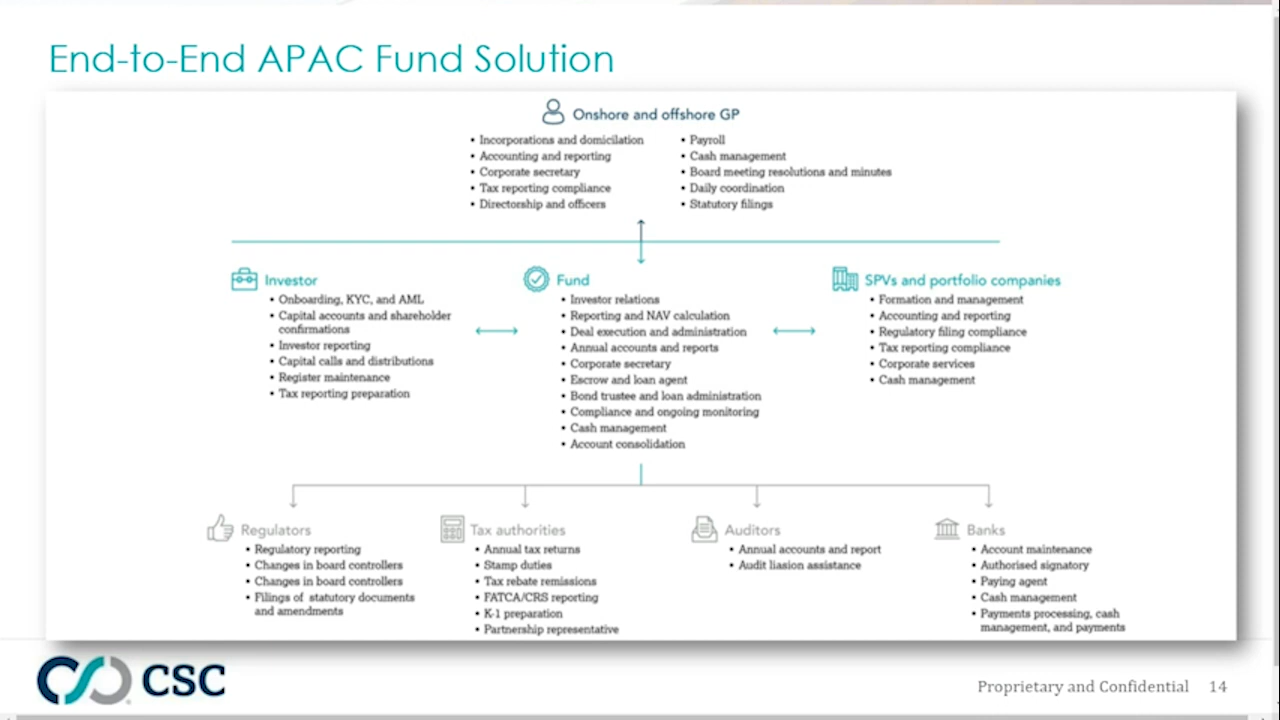 End-to-End APAC Fund Solution
Onshore and offshore GP
• Incorporations and domicilation
• Accounting and reporting
• Corporate secretary
• Tax reporting compliance
• Directorship and officers
• Payroll
• Cash management
• Board meeting resolutions and minutes
• Daily coordination
• Statutory filings
Investor
• Onboarding, KYC, and AML
• Capital accounts and shareholder
confirmations
• Investor reporting
• Capital calls and distributions
• Register maintenance
• Tax reporting preparation
Fund
• Investor relations
• Reporting and NAV calculation
• Deal execution and administration
• Annual accounts and reports
• Corporate secretary
• Escrow and loan agent
• Bond trustee and loan administration
• Compliance and ongoing monitoring
• Cash management
• Account consolidation
SPVs and portfolio companies
• Formation and management
• Accounting and reporting
• Regulatory filing compliance
• Tax reporting compliance
• Corporate services
• Cash management
Regulators
• Regulatory reporting
• Changes in board controllers
• Changes in board controllers
• Filings of statutory documents
and amendments
Tax authorities
• Annual tax returns
• Stamp duties
• Tax rebate remissions
• FATCA/CRS reporting
• K-1 preparation
• Partnership representative
Auditors
• Annual accounts and report
• Audit liasion assistance
Banks
• Account maintenance
• Authorised signatory
• Paying agent
• Cash management
• Payments processing, cash
management, and payments
CSC
Proprietary and Confidential 14